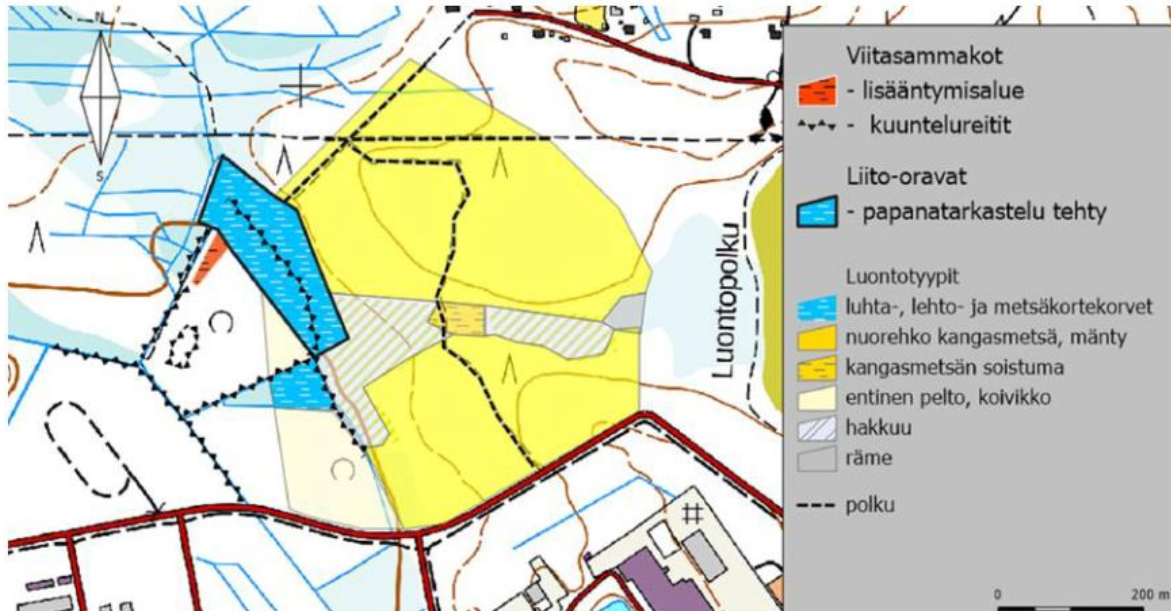 N
S
Luontopolku
Viitasammakot
- lisääntymisalue
- kuuntelureitit
Liito-oravat
- papanatarkastelu tehty
Luontotyypit
luhta-, lehto- ja metsäkortekorvet
nuorehko kangasmetsä, mänty
kangasmetsän soistuma
entinen pelto, koivikko
hakkuu
räme
polku
0 200 m